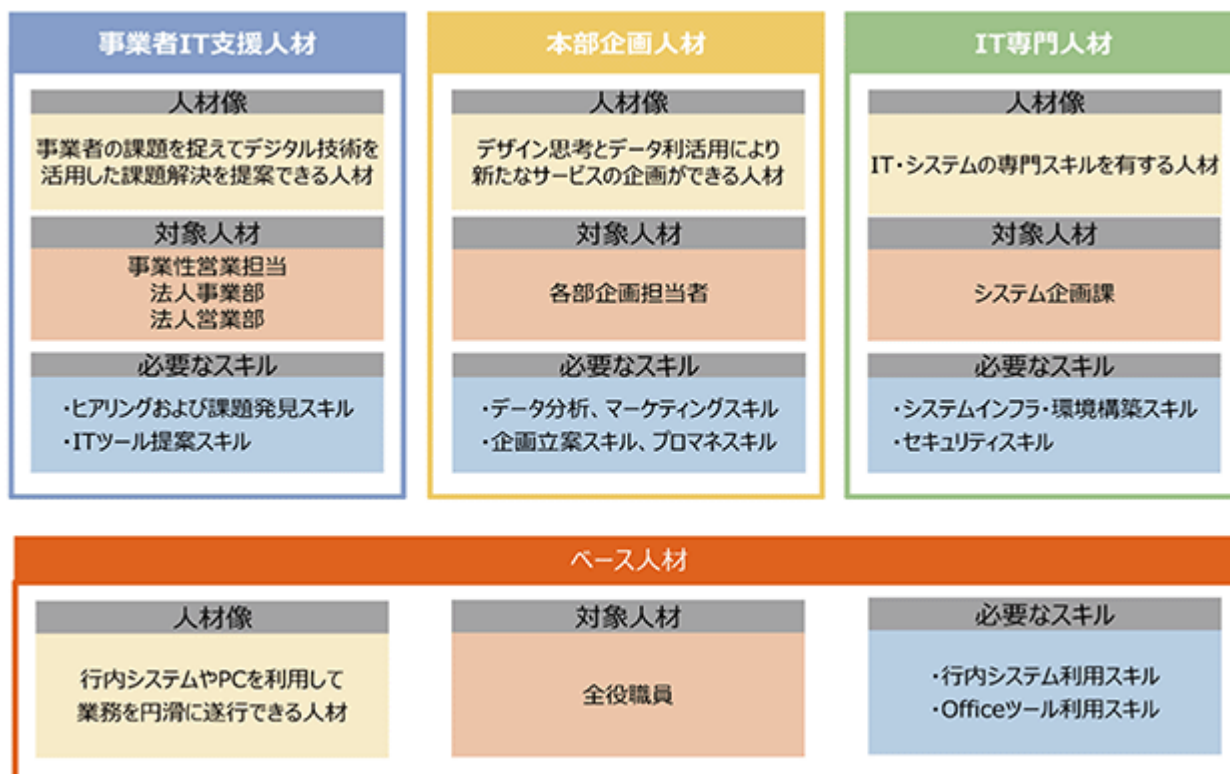 事業者IT支援人材
人材像
事業者の課題を捉えてデジタル技術を
活用した課題解決を提案できる人材
対象人材
事業性営業担当
法人事業部
法人営業部
必要なスキル
・ヒアリングおよび課題発見スキル
・ITツール提案スキル
本部企画人材
人材像
デザイン思考とデータ利活用により
新たなサービスの企画ができる人材
対象人材
各部企画担当者
必要なスキル
・データ分析、マーケティングスキル
・企画立案スキル、プロマネスキル
IT専門人材
人材像
IT・システムの専門スキルを有する人材
対象人材
システム企画課
必要なスキル
・システムインフラ・環境構築スキル
・セキュリティスキル
ベース人材
人材像
行内システムやPCを利用して
業務を円滑に遂行できる人材
対象人材
全役職員
必要なスキル
・行内システム利用スキル
・Officeツール利用スキル